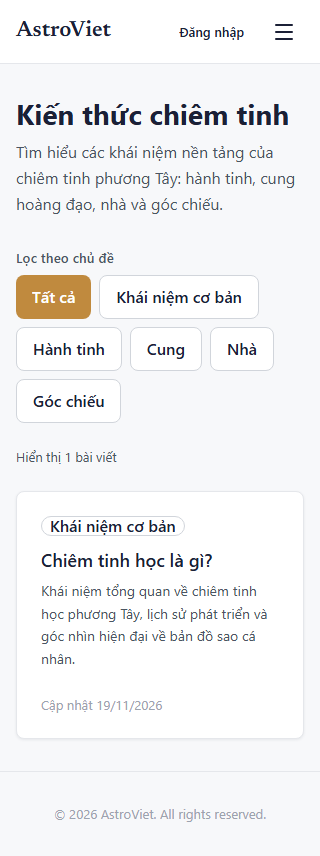 AstroViet
Đăng nhập
Kiến thức chiêm tinh
Tìm hiểu các khái niệm nền tảng của
chiêm tinh phương Tây: hành tinh, cung
hoàng đạo, nhà và góc chiếu.
Lọc theo chủ đề
Tất cả
Khái niệm cơ bản
Hành tinh
Cung
Nhà
Góc chiếu
Hiển thị 1 bài viết
Khái niệm cơ bản
Chiêm tinh học là gì?
Khái niệm tổng quan về chiêm tinh
học phương Tây, lịch sử phát triển và
góc nhìn hiện đại về bản đồ sao cá
nhân.
Cập nhật 19/11/2026
© 2026 AstroViet. All rights reserved.